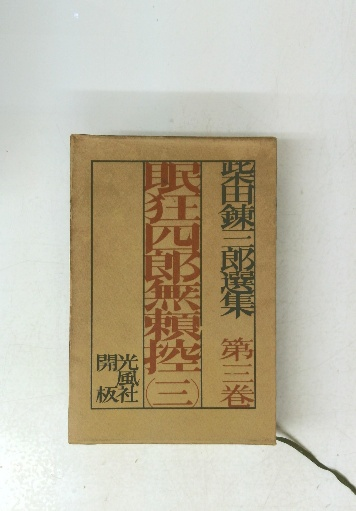 柴田錬三郎選集 第三巻
眠狂四郎無頼控(三)
光風社
開板